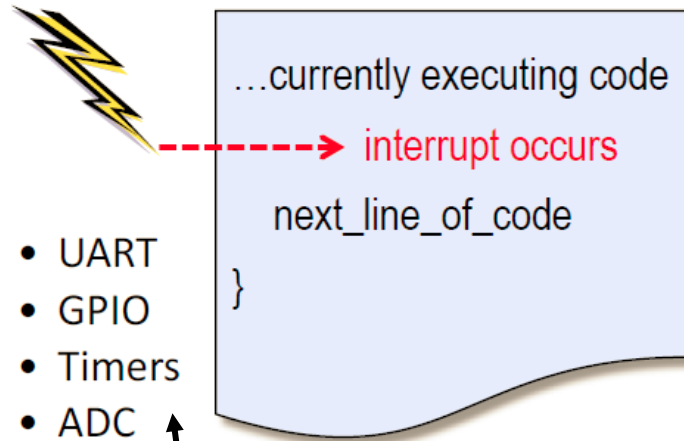 …currently executing code
interrupt occurs
next_line_of_code
}
• UART
• GPIO
• Timers
• ADC